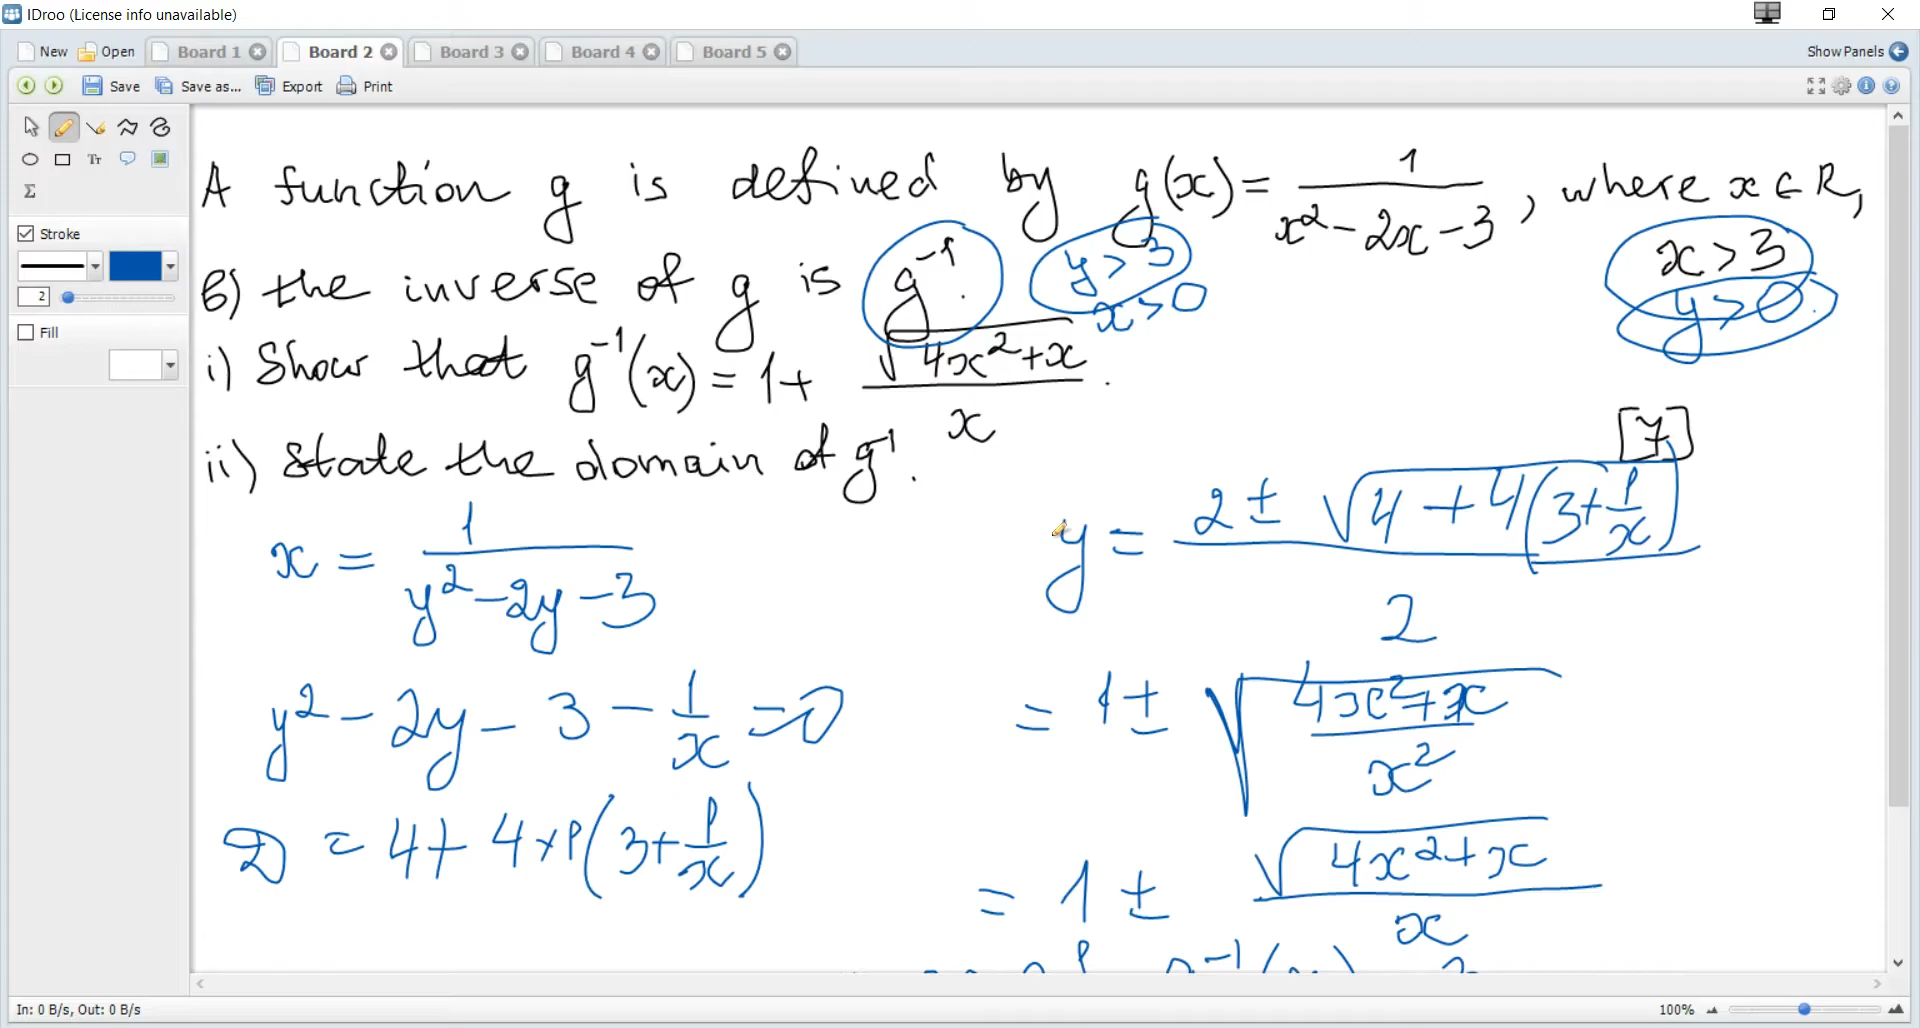 IDroo (License info unavailable)
New Open Board 1 Board 2 Board 3 Board 4 Board 5 Show Panels
Save Save as... Export Print
Tt
Σ
Stroke
2
Fill
A function g is defined by g(x) = 1/(x² - 2x - 3), where x ∈ R,
x > 3
y > 0
b) the inverse of g is g⁻¹. y > 3
x > 0
i) Show that g⁻¹(x) = 1 + √(4x² + x)/x.
[7]
ii) State the domain of g⁻¹.
x = 1/(y² - 2y - 3)
y² - 2y - 3 - 1/x = 0
D = 4 + 4×1(3 + 1/x)
y = (2 ± √(4 + 4(3 + 1/x)))/2
= 1 ± √((4x² + x)/x²)
= 1 ± √(4x² + x)/x
In: 0 B/s, Out: 0 B/s 100%